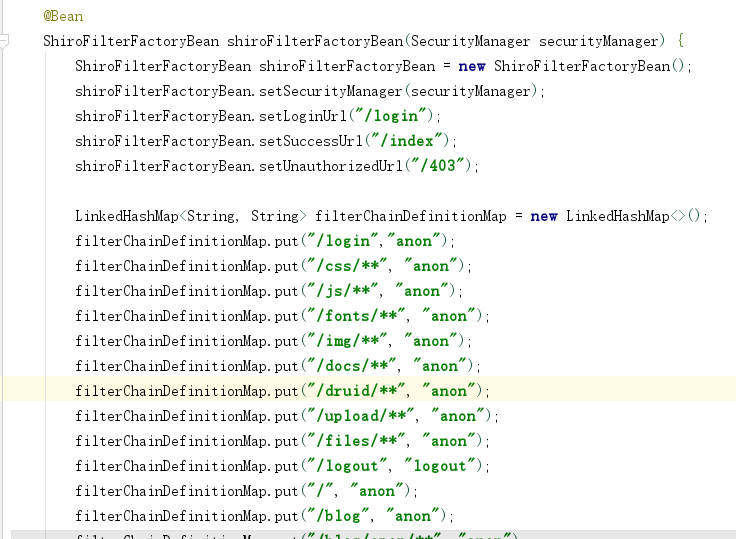 @Bean
ShiroFilterFactoryBean shiroFilterFactoryBean(SecurityManager securityManager) {
ShiroFilterFactoryBean shiroFilterFactoryBean = new ShiroFilterFactoryBean();
shiroFilterFactoryBean.setSecurityManager(securityManager);
shiroFilterFactoryBean.setLoginUrl("/login");
shiroFilterFactoryBean.setSuccessUrl("/index");
shiroFilterFactoryBean.setUnauthorizedUrl("/403");
LinkedHashMap<String, String> filterChainDefinitionMap = new LinkedHashMap<>();
filterChainDefinitionMap.put("/login","anon");
filterChainDefinitionMap.put("/css/**", "anon");
filterChainDefinitionMap.put("/js/**", "anon");
filterChainDefinitionMap.put("/fonts/**", "anon");
filterChainDefinitionMap.put("/img/**", "anon");
filterChainDefinitionMap.put("/docs/**", "anon");
filterChainDefinitionMap.put("/druid/**", "anon");
filterChainDefinitionMap.put("/upload/**", "anon");
filterChainDefinitionMap.put("/files/**", "anon");
filterChainDefinitionMap.put("/logout", "logout");
filterChainDefinitionMap.put("/", "anon");
filterChainDefinitionMap.put("/blog", "anon");